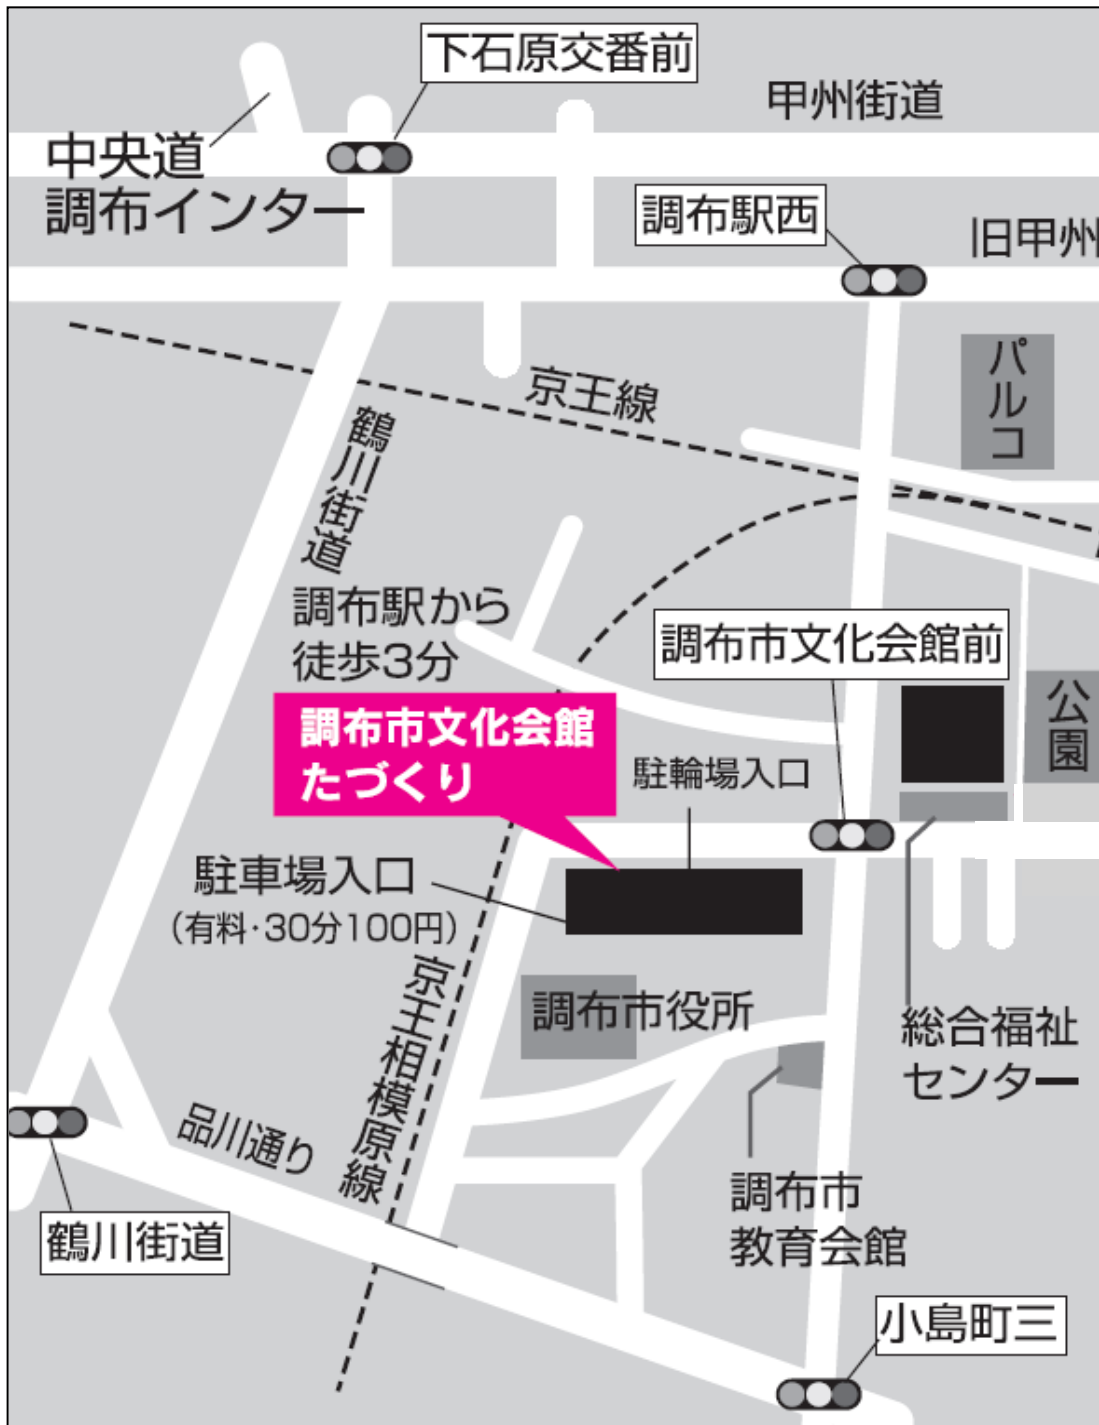 下石原交番前
甲州街道
中央道
調布インター
調布駅西
旧甲州
パルコ
京王線
鶴川街道
調布駅から
徒歩3分
調布市文化会館前
公園
調布市文化会館
たづくり
駐輪場入口
駐車場入口
（有料・30分100円）
京王相模原線
調布市役所
総合福祉
センター
品川通り
調布市
教育会館
鶴川街道
小島町三